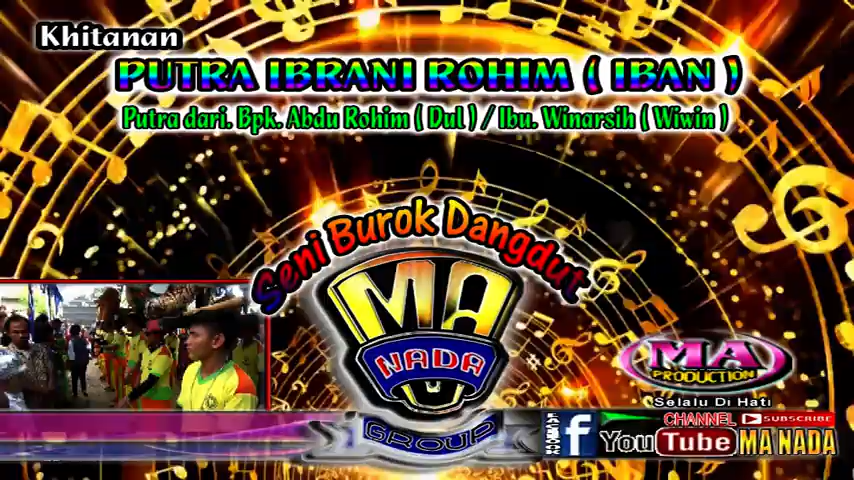 Khitanan
PUTRA IBRANI ROHIM ( IBAN )
Putra dari. Bpk. Abdu Rohim ( Dul ) / Ibu. Winarsih ( Wiwin )
Seni Burok Dangdut
MA
NADA
GROUP
MA
PRODUCTION
Selalu Di Hati
FACEBOOK
f
CHANNEL SUBSCRIBE
YouTube MA NADA